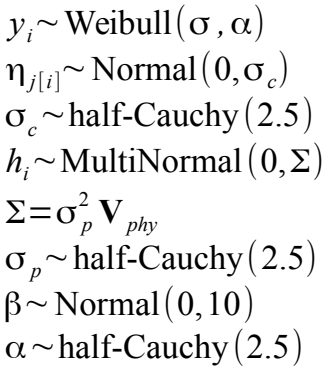 y_i ~ Weibull(σ, α)
η_{j[i]} ~ Normal(0, σ_c)
σ_c ~ half-Cauchy(2.5)
h_i ~ MultiNormal(0, Σ)
Σ = σ_p^2 V_{phy}
σ_p ~ half-Cauchy(2.5)
β ~ Normal(0, 10)
α ~ half-Cauchy(2.5)